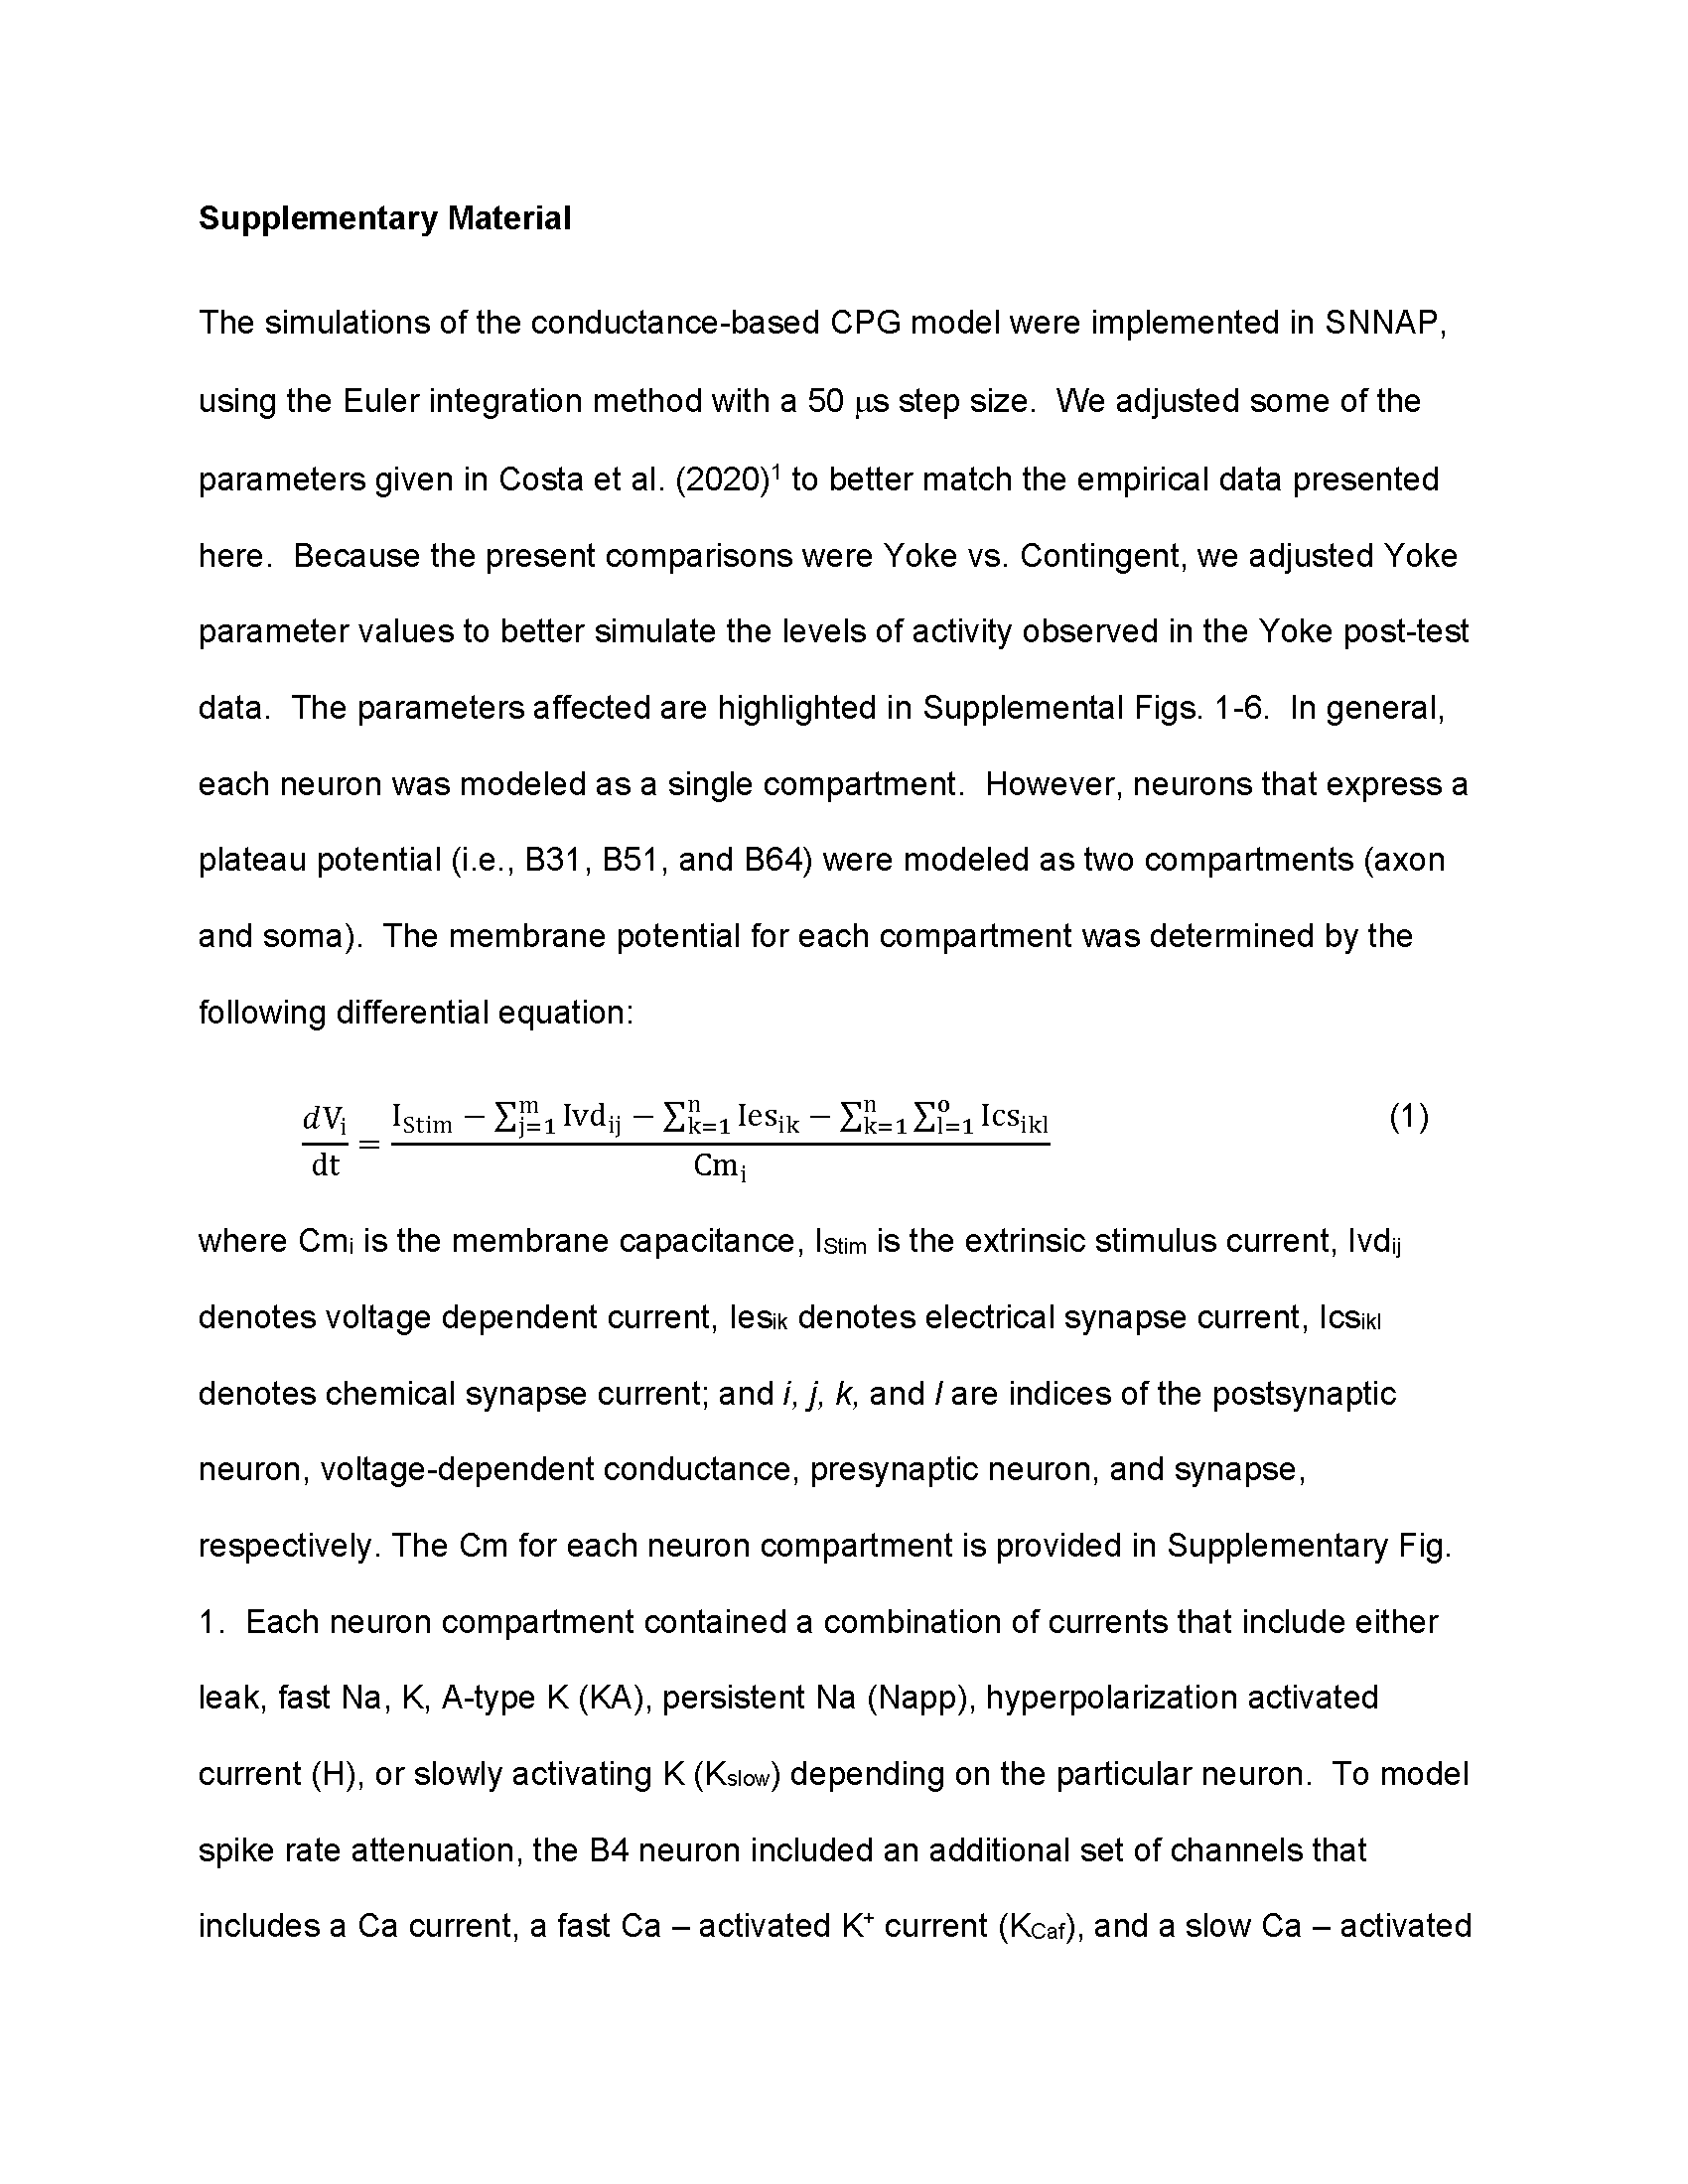 Supplementary Material
The simulations of the conductance-based CPG model were implemented in SNNAP,
using the Euler integration method with a 50 μs step size.  We adjusted some of the
parameters given in Costa et al. (2020)¹ to better match the empirical data presented
here.  Because the present comparisons were Yoke vs. Contingent, we adjusted Yoke
parameter values to better simulate the levels of activity observed in the Yoke post-test
data.  The parameters affected are highlighted in Supplemental Figs. 1-6.  In general,
each neuron was modeled as a single compartment.  However, neurons that express a
plateau potential (i.e., B31, B51, and B64) were modeled as two compartments (axon
and soma).  The membrane potential for each compartment was determined by the
following differential equation:
\frac{dV_i}{dt} = \frac{I_{Stim} - \sum_{j=1}^{m} Ivd_{ij} - \sum_{k=1}^{n} Ies_{ik} - \sum_{k=1}^{n} \sum_{l=1}^{o} Ics_{ikl}}{Cm_i} (1)
where Cm_i is the membrane capacitance, I_Stim is the extrinsic stimulus current, Ivd_ij
denotes voltage dependent current, Ies_ik denotes electrical synapse current, Ics_ikl
denotes chemical synapse current; and i, j, k, and l are indices of the postsynaptic
neuron, voltage-dependent conductance, presynaptic neuron, and synapse,
respectively. The Cm for each neuron compartment is provided in Supplementary Fig.
1.  Each neuron compartment contained a combination of currents that include either
leak, fast Na, K, A-type K (KA), persistent Na (Napp), hyperpolarization activated
current (H), or slowly activating K (K_slow) depending on the particular neuron.  To model
spike rate attenuation, the B4 neuron included an additional set of channels that
includes a Ca current, a fast Ca – activated K⁺ current (K_Caf), and a slow Ca – activated